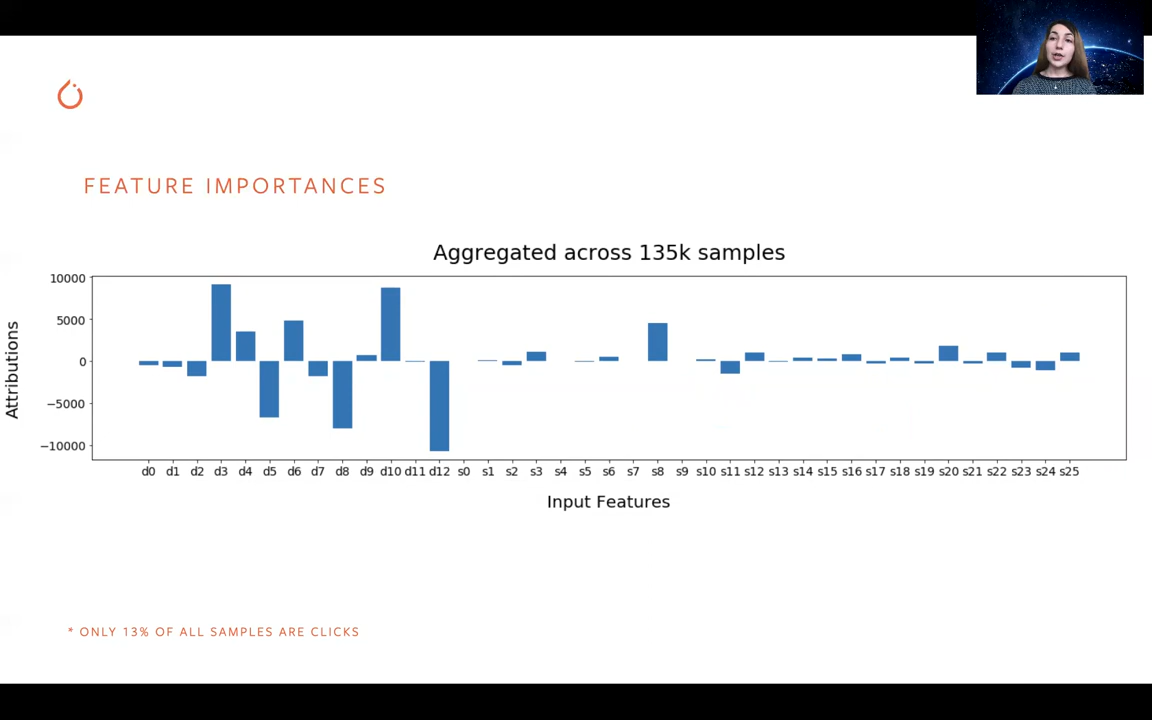 FEATURE IMPORTANCES
Aggregated across 135k samples
Attributions
10000
5000
0
−5000
−10000
d0 d1 d2 d3 d4 d5 d6 d7 d8 d9 d10 d11 d12 s0 s1 s2 s3 s4 s5 s6 s7 s8 s9 s10 s11 s12 s13 s14 s15 s16 s17 s18 s19 s20 s21 s22 s23 s24 s25
Input Features
* ONLY 13% OF ALL SAMPLES ARE CLICKS